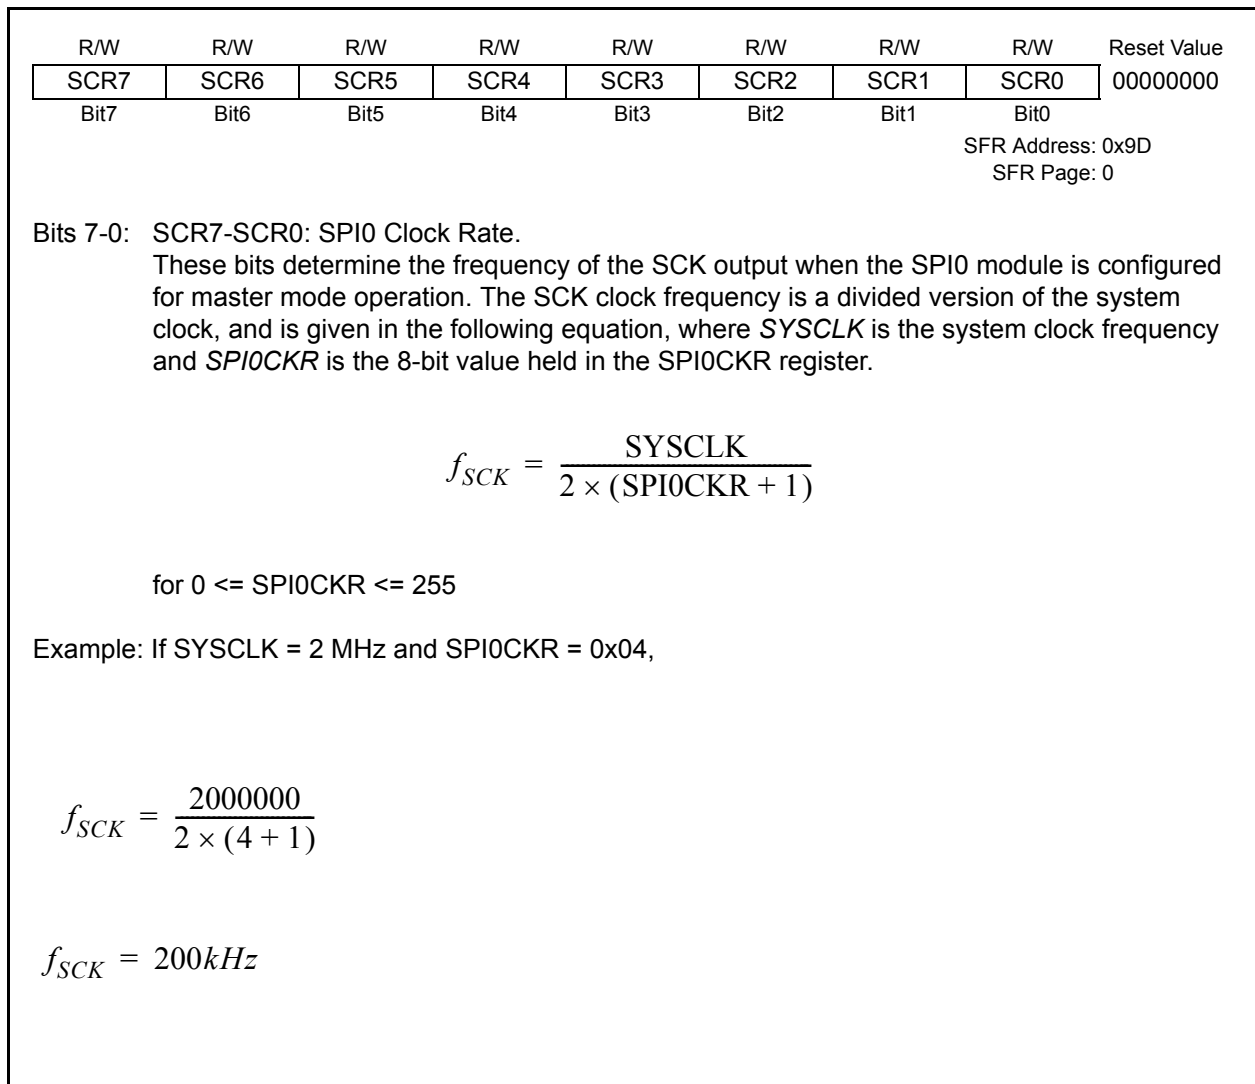 R/W R/W R/W R/W R/W R/W R/W R/W Reset Value
SCR7 SCR6 SCR5 SCR4 SCR3 SCR2 SCR1 SCR0 00000000
Bit7 Bit6 Bit5 Bit4 Bit3 Bit2 Bit1 Bit0
SFR Address: 0x9D
SFR Page: 0
Bits 7-0: SCR7-SCR0: SPI0 Clock Rate.
These bits determine the frequency of the SCK output when the SPI0 module is configured
for master mode operation. The SCK clock frequency is a divided version of the system
clock, and is given in the following equation, where SYSCLK is the system clock frequency
and SPI0CKR is the 8-bit value held in the SPI0CKR register.
f_SCK = SYSCLK / 2 × (SPI0CKR + 1)
for 0 <= SPI0CKR <= 255
Example: If SYSCLK = 2 MHz and SPI0CKR = 0x04,
f_SCK = 2000000 / 2 × (4 + 1)
f_SCK = 200kHz